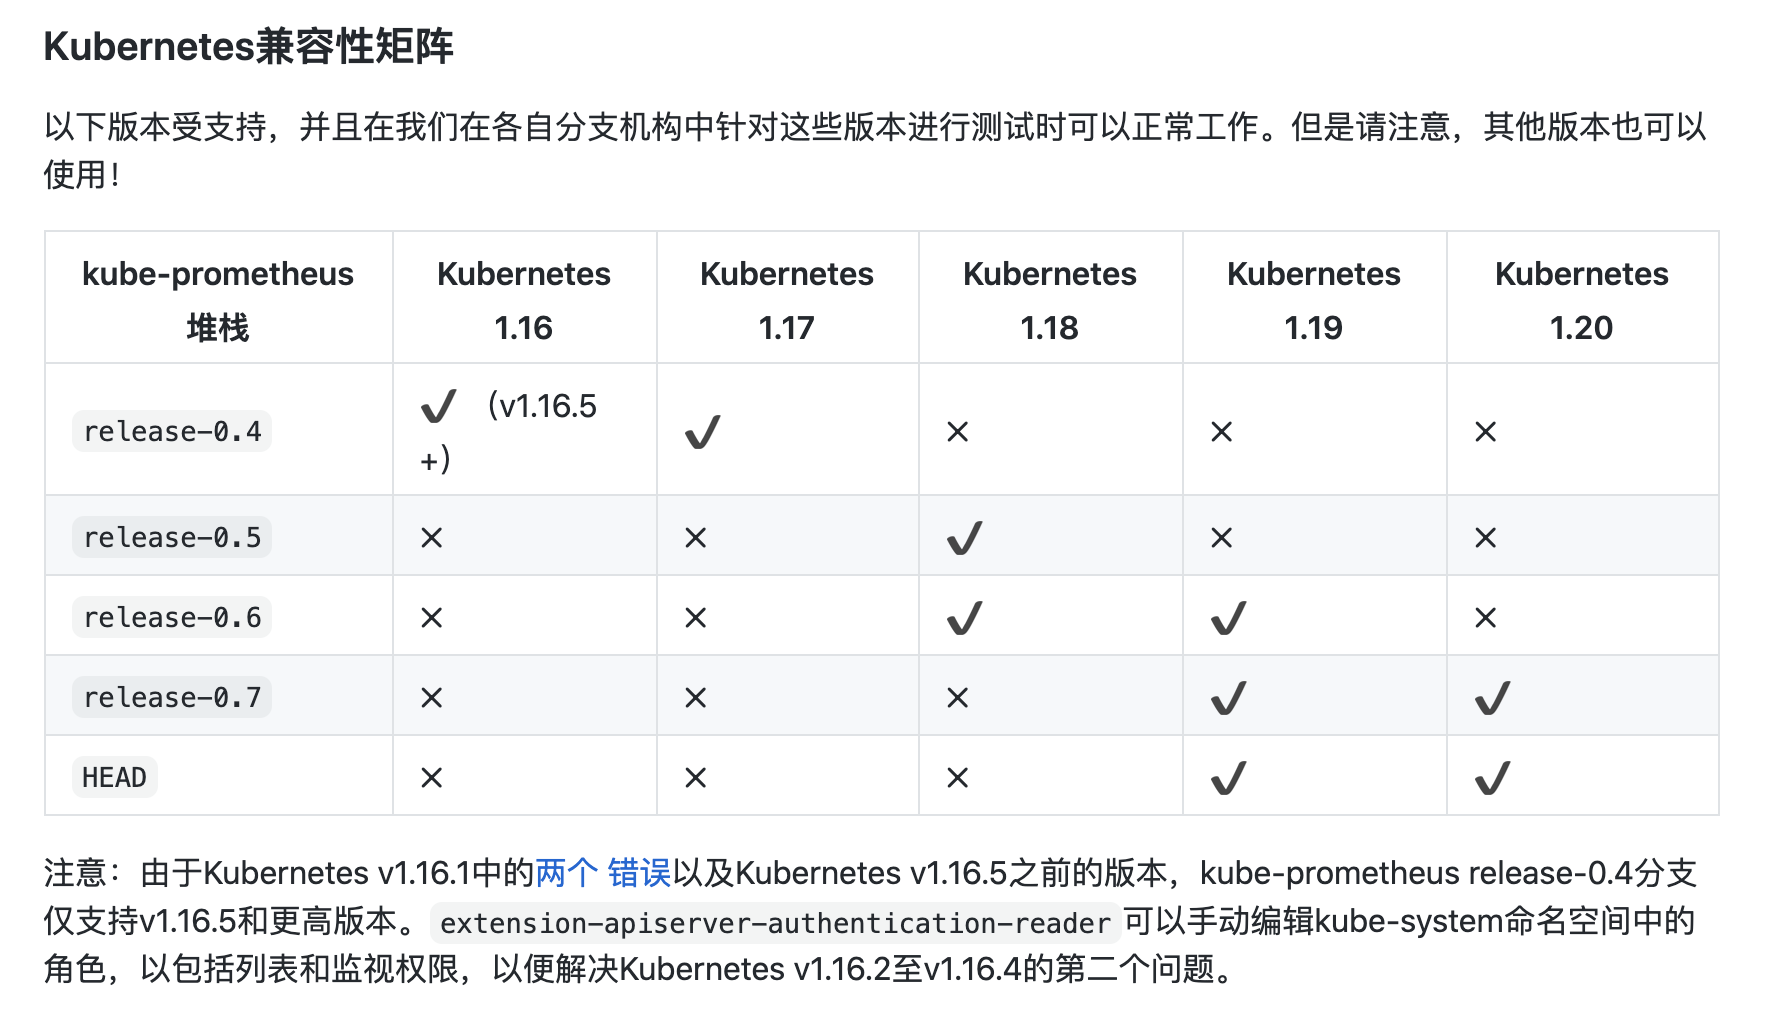 Kubernetes兼容性矩阵
以下版本受支持，并且在我们在各自分支机构中针对这些版本进行测试时可以正常工作。但是请注意，其他版本也可以
使用！
kube-prometheus 堆栈 Kubernetes 1.16 Kubernetes 1.17 Kubernetes 1.18 Kubernetes 1.19 Kubernetes 1.20
release-0.4 ✔ (v1.16.5 +) ✔ ✗ ✗ ✗
release-0.5 ✗ ✗ ✔ ✗ ✗
release-0.6 ✗ ✗ ✔ ✔ ✗
release-0.7 ✗ ✗ ✗ ✔ ✔
HEAD ✗ ✗ ✗ ✔ ✔
注意：由于Kubernetes v1.16.1中的两个 错误以及Kubernetes v1.16.5之前的版本，kube-prometheus release-0.4分支
仅支持v1.16.5和更高版本。extension-apiserver-authentication-reader可以手动编辑kube-system命名空间中的
角色，以包括列表和监视权限，以便解决Kubernetes v1.16.2至v1.16.4的第二个问题。